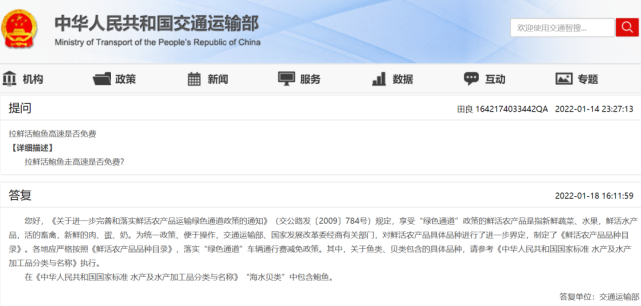 中华人民共和国交通运输部
Ministry of Transport of the People's Republic of China
欢迎使用交通智搜...
机构 政策 新闻 服务 数据 互动 专题
提问 田良 1642174033442QA 2022-01-14 23:27:13
拉鲜活鲍鱼高速是否免费
【详细描述】
拉鲜活鲍鱼走高速是否免费?
答复 2022-01-18 16:11:59
您好,《关于进一步完善和落实鲜活农产品运输绿色通道政策的通知》(交公路发〔2009〕784号)规定,享受“绿色通道”政策的鲜活农产品是指新鲜蔬菜、水果,鲜活水产
品,活的畜禽,新鲜的肉、蛋、奶。为统一政策、便于操作,交通运输部、国家发展改革委经商有关部门,对鲜活农产品具体品种进行了进一步界定,制定了《鲜活农产品品种目
录》。各地应严格按照《鲜活农产品品种目录》,落实“绿色通道”车辆通行费减免政策。其中,关于鱼类、贝类包含的具体品种,请参考《中华人民共和国国家标准 水产及水产
加工品分类与名称》执行。
在《中华人民共和国国家标准 水产及水产加工品分类与名称》“海水贝类”中包含鲍鱼。
答复单位:交通运输部